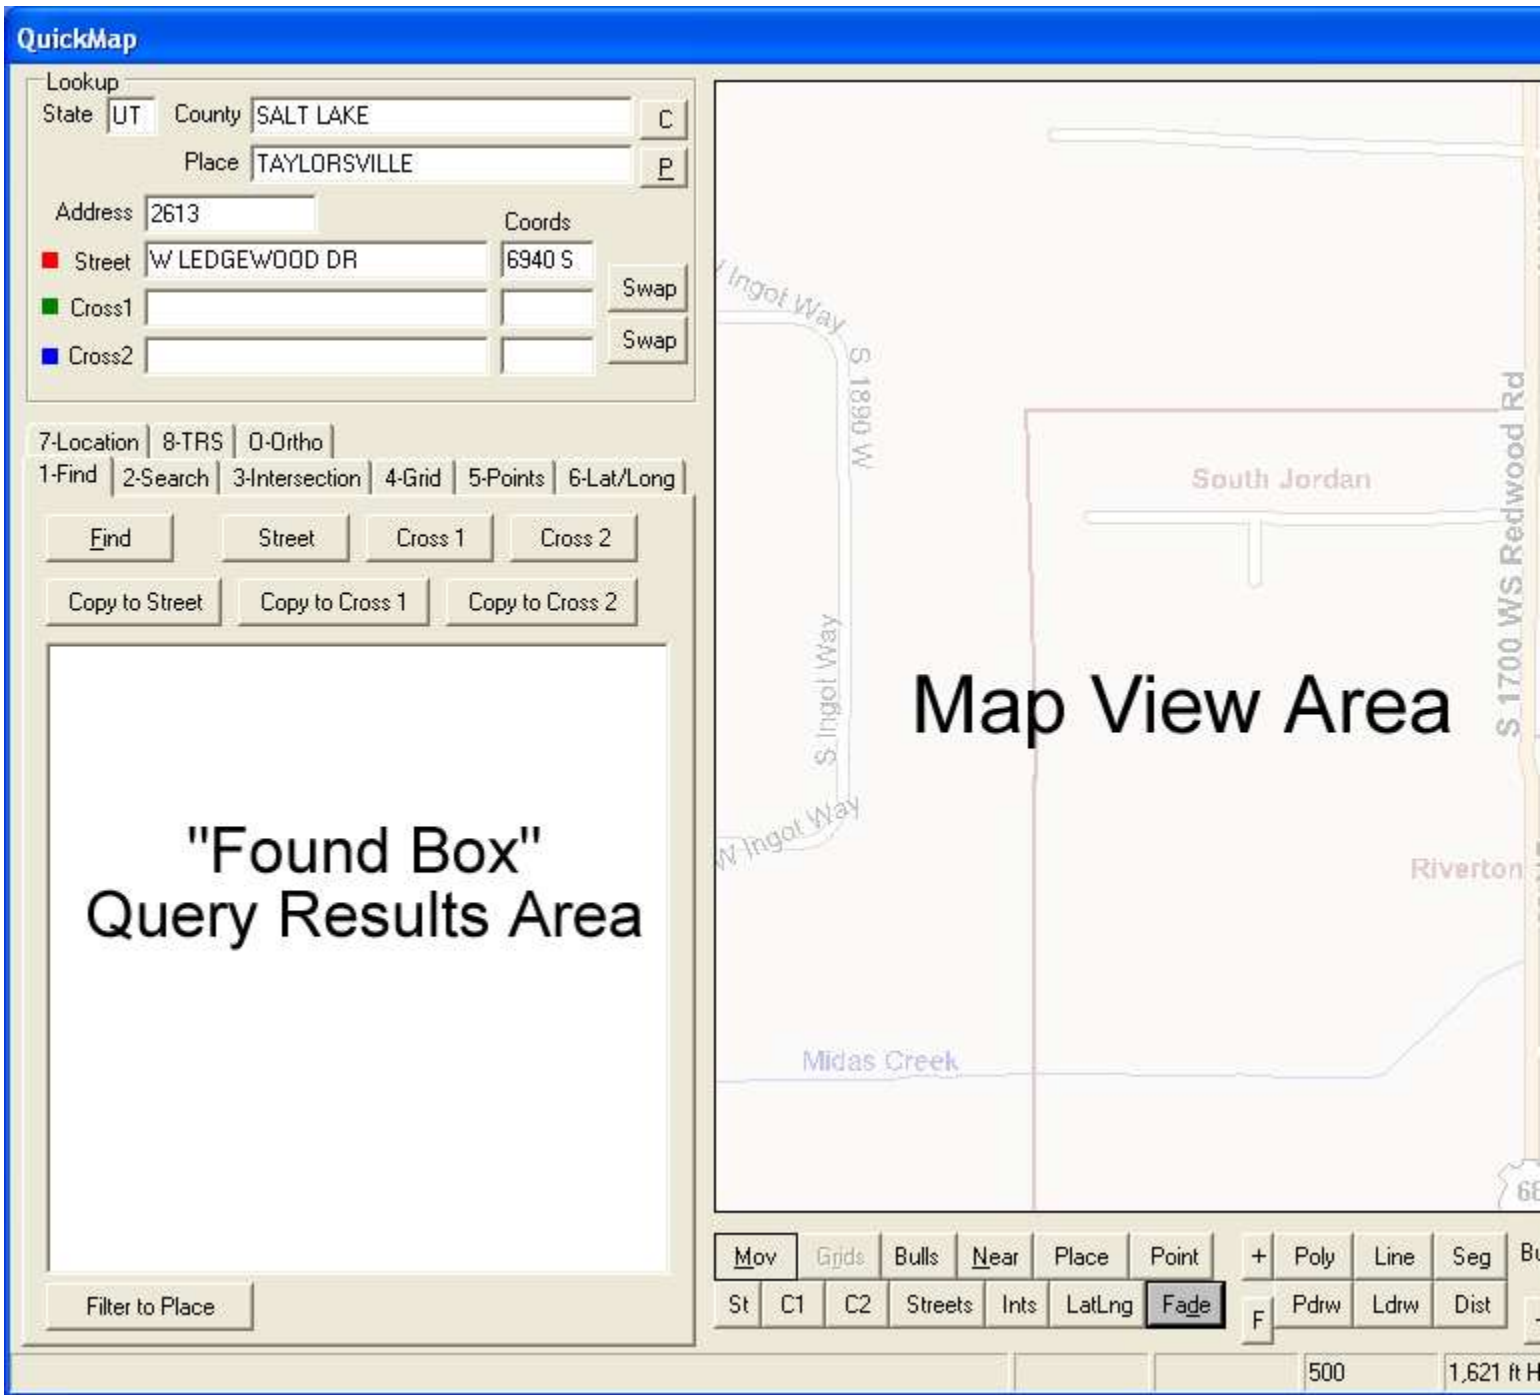 QuickMap
Lookup
State UT County SALT LAKE C
Place TAYLORSVILLE P
Address 2613 Coords
Street W LEDGEWOOD DR 6940 S
Swap
Cross1
Swap
Cross2
7-Location 8-TRS O-Ortho
1-Find 2-Search 3-Intersection 4-Grid 5-Points 6-Lat/Long
Find Street Cross 1 Cross 2
Copy to Street Copy to Cross 1 Copy to Cross 2
"Found Box"
Query Results Area
Filter to Place
Ingot Way
S 1890 W
S Ingot Way
W Ingot Way
South Jordan
S 1700 WS Redwood Rd
Map View Area
Riverton
Midas Creek
68
Mov Grids Bulls Near Place Point + Poly Line Seg
St C1 C2 Streets Ints LatLng Fade F Pdrw Ldrw Dist
500 1,621 ft H